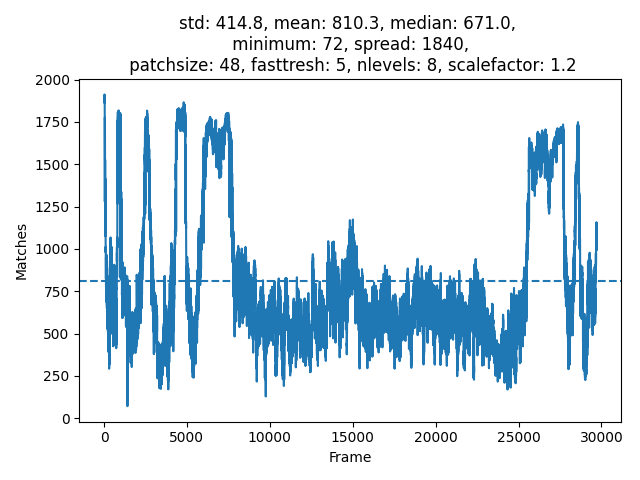 std: 414.8, mean: 810.3, median: 671.0,
minimum: 72, spread: 1840,
patchsize: 48, fasttresh: 5, nlevels: 8, scalefactor: 1.2
2000
1750
1500
1250
1000
750
500
250
0
Matches
0 5000 10000 15000 20000 25000 30000
Frame